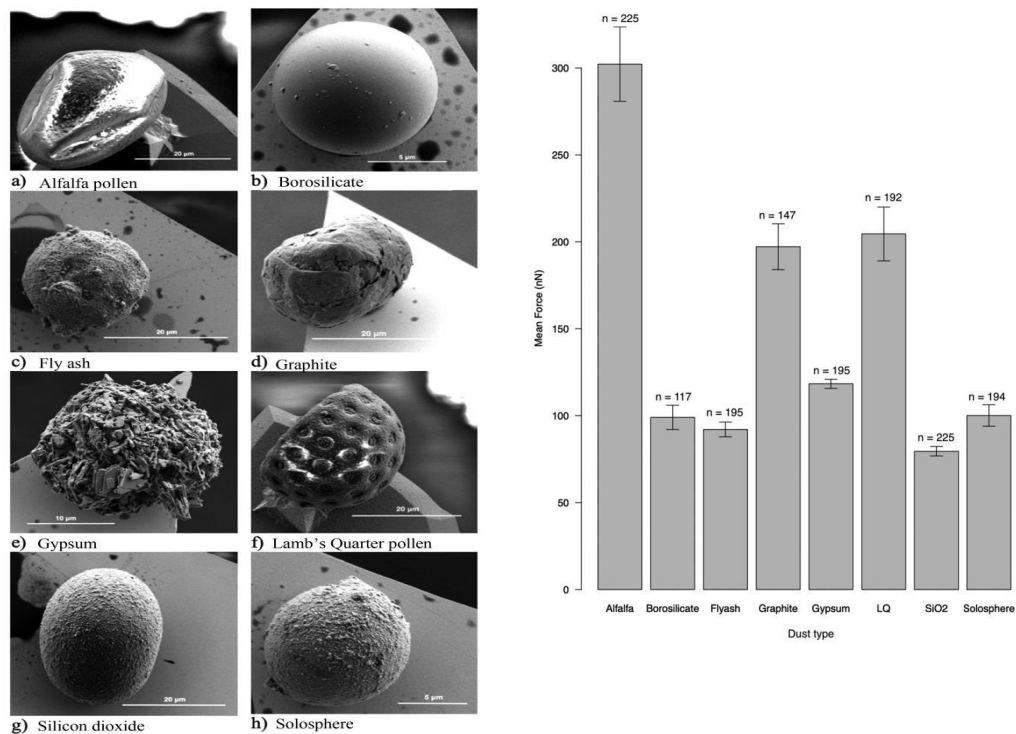 20 µm
a) Alfalfa pollen
5 µm
b) Borosilicate
20 µm
c) Fly ash
20 µm
d) Graphite
10 µm
e) Gypsum
20 µm
f) Lamb's Quarter pollen
20 µm
g) Silicon dioxide
5 µm
h) Solosphere
Mean Force (nN)
300
250
200
150
100
50
0
n = 225
n = 117
n = 195
n = 147
n = 195
n = 192
n = 225
n = 194
Alfalfa Borosilicate Flyash Graphite Gypsum LQ SiO2 Solosphere
Dust type